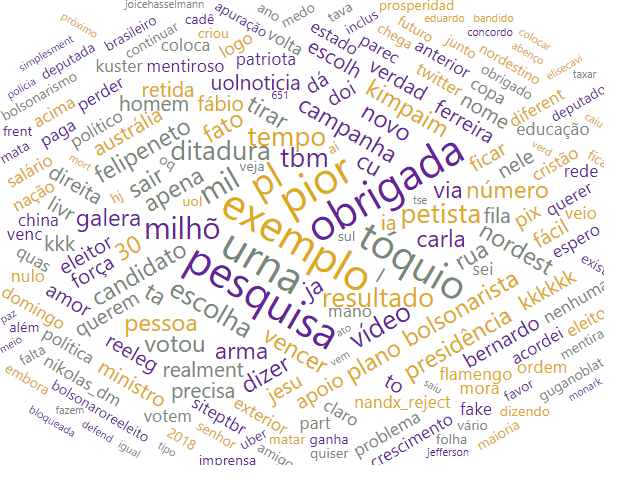 joicehasselmann
próximo
cadê
apuração
ano
medo
tava
prosperidad
eduardo
bandido
brasileiro
criou
logo
volta
inclus
futuro
junto
concordo
colocar
simplesment
continuar
coloca
patriota
estado
parec
chega
nordestino
abenço
deputada
kuster
mentiroso
uolnoticia
escolh
verdad
anterior
twitter
obrigado
elisecavi
policia
bolsonarismo
perder
retida
dá
doi
kimpaim
copa
taxar
acima
homem
fábio
tirar
651
campanha
novo
ferreira
nome
different
deputado
frent
paga
político
austrália
fato
tempo
ai
educação
caiu
mata
felipeneto
ditadura
tbm
cu
ficar
nele
verd
cristão
fica
salário
mort
oq
veja
direita
sair
apena
mil
pl
pior
obrigada
via
número
rede
nação
hj
uol
tse
querer
livr
galera
milhõ
exemplo
ia
petista
fila
pix
veio
china
kkk
30
urna
sul
tóquio
carla
nordest
fácil
espero
venc
eleitor
candidato
pesquisa
ja
l
rua
sei
exist
quas
força
escolha
resultado
mano
bolsonarista
kkkkkk
nenhuma
nulo
amor
querem
ta
vídeo
presidência
eleito
domingo
pessoa
votou
vencer
ato
plano
bernardo
acordei
mentira
paz
além
política
reeleg
arma
dizer
vem
apoio
flamengo
ordem
guganoblat
meio
falta
nikolas_dm
ministro
realment
jesu
to
saiu
mora
favor
monark
embora
bolsonaroreeleito
precisa
exterior
claro
nandx_reject
fake
dizendo
bloqueada
fazem
votem
siteptbr
part
problema
folha
vário
maioria
defend
igual
tipo
2018
senhor
uber
matar
ganha
quiser
crescimento
jefferson
imprensa
amigo